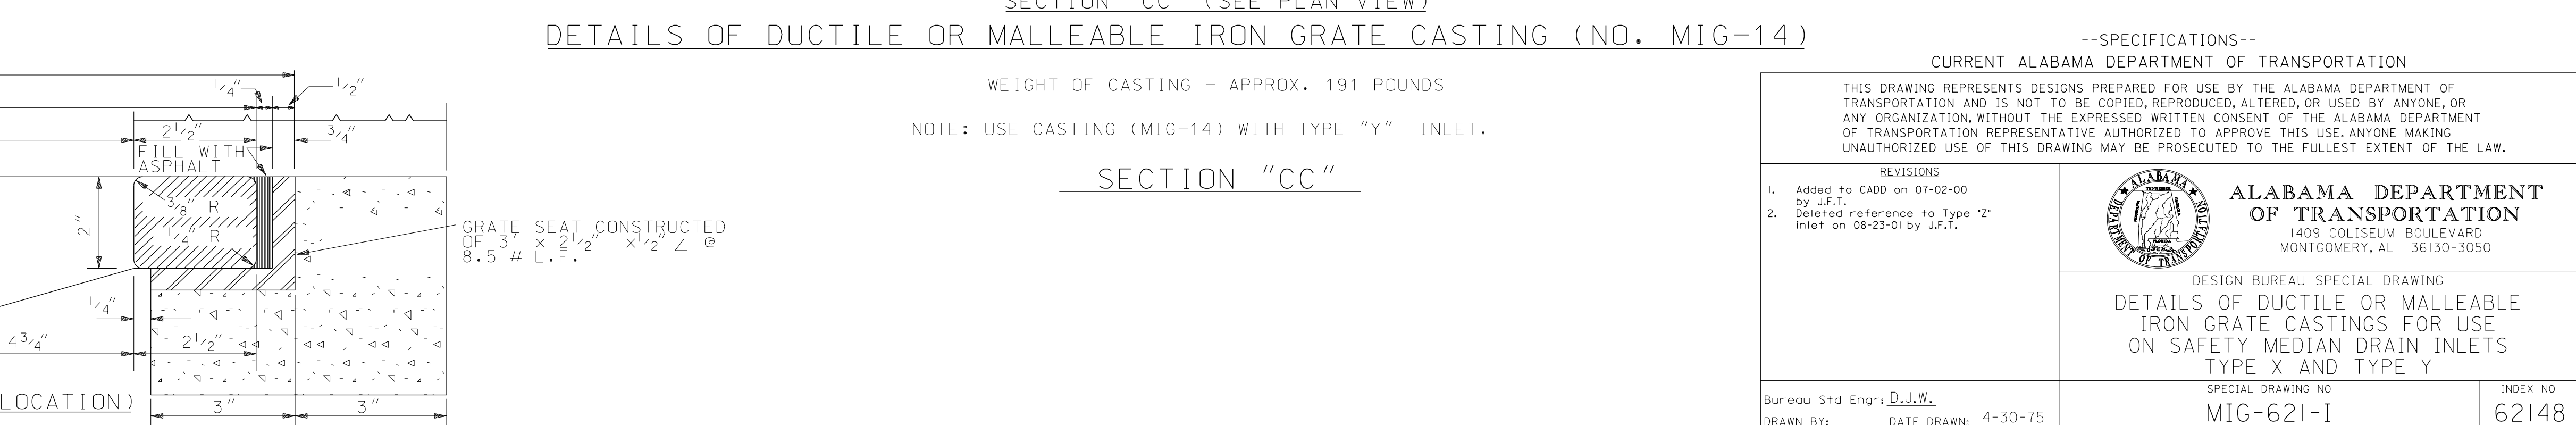 SECTION "CC" (SEE PLAN VIEW)
DETAILS OF DUCTILE OR MALLEABLE IRON GRATE CASTING (NO. MIG-14)
WEIGHT OF CASTING - APPROX. 191 POUNDS
NOTE: USE CASTING (MIG-14) WITH TYPE "Y" INLET.
SECTION "CC"
1/4"
1/2"
2 1/2"
3/4"
FILL WITH
ASPHALT
2"
3/8" R
1/4" R
GRATE SEAT CONSTRUCTED
OF 3" x 2 1/2" x 1/2" ∠ @
8.5 # L.F.
1/4"
4 3/4"
2 1/2"
LOCATION)
3"
3"
--SPECIFICATIONS--
CURRENT ALABAMA DEPARTMENT OF TRANSPORTATION
THIS DRAWING REPRESENTS DESIGNS PREPARED FOR USE BY THE ALABAMA DEPARTMENT OF
TRANSPORTATION AND IS NOT TO BE COPIED, REPRODUCED, ALTERED, OR USED BY ANYONE, OR
ANY ORGANIZATION, WITHOUT THE EXPRESSED WRITTEN CONSENT OF THE ALABAMA DEPARTMENT
OF TRANSPORTATION REPRESENTATIVE AUTHORIZED TO APPROVE THIS USE. ANYONE MAKING
UNAUTHORIZED USE OF THIS DRAWING MAY BE PROSECUTED TO THE FULLEST EXTENT OF THE LAW.
REVISIONS
1. Added to CADD on 07-02-00
by J.F.T.
2. Deleted reference to Type "Z"
Inlet on 08-23-01 by J.F.T.
ALABAMA
DEPARTMENT OF TRANSPORTATION
TENNESSEE
GEORGIA
FLORIDA
ALABAMA DEPARTMENT
OF TRANSPORTATION
1409 COLISEUM BOULEVARD
MONTGOMERY, AL 36130-3050
DESIGN BUREAU SPECIAL DRAWING
DETAILS OF DUCTILE OR MALLEABLE
IRON GRATE CASTINGS FOR USE
ON SAFETY MEDIAN DRAIN INLETS
TYPE X AND TYPE Y
Bureau Std Engr: D.J.W.
DRAWN BY: DATE DRAWN: 4-30-75
SPECIAL DRAWING NO
MIG-621-I
INDEX NO
62148